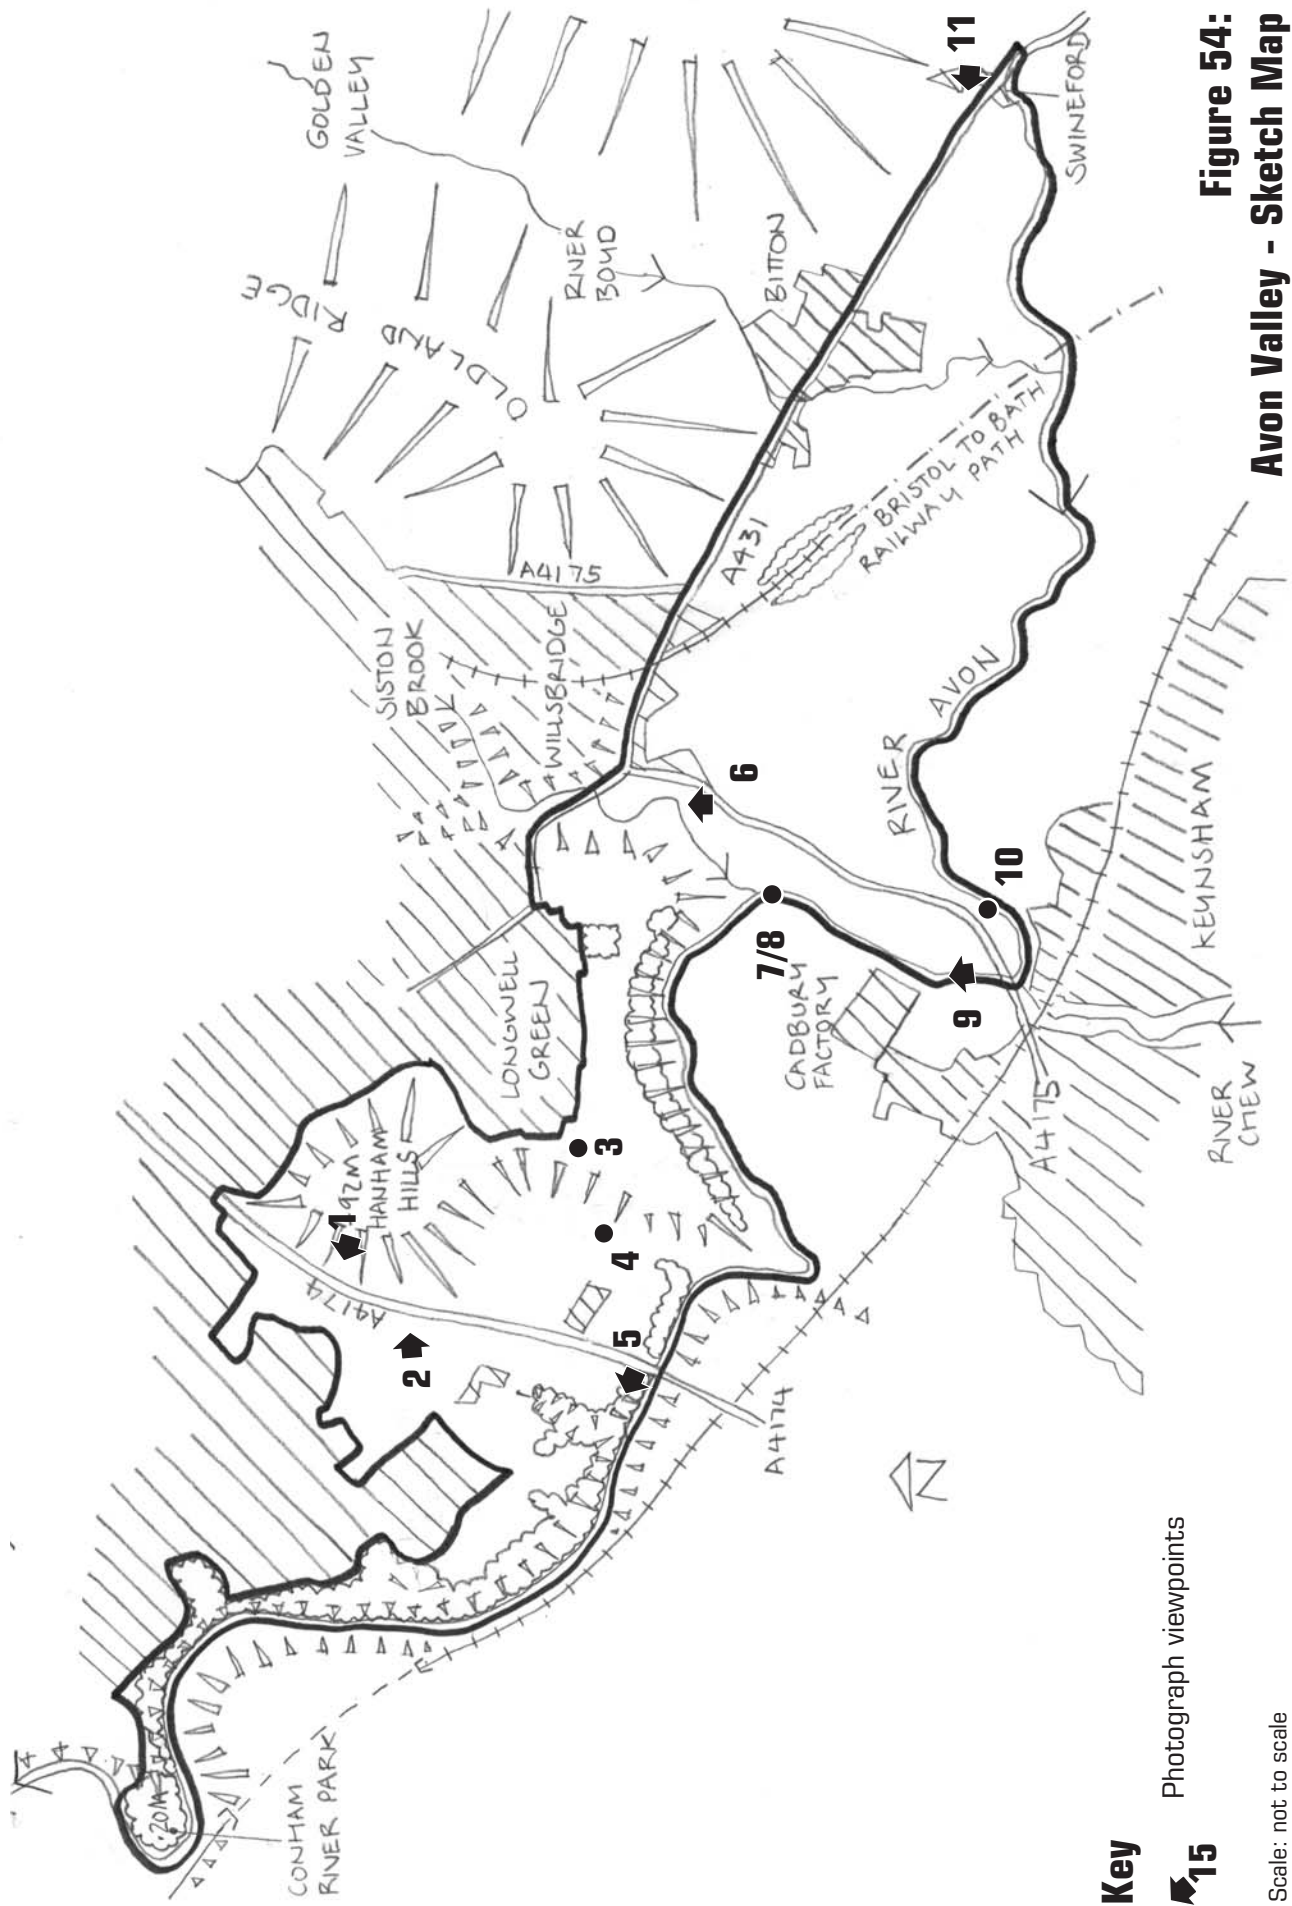 Figure 54:
Avon Valley - Sketch Map
GOLDEN
VALLEY
OLDLAND RIDGE
RIVER
BOYD
BITTON
SWINEFORD
11
A431
A4175
BRISTOL TO BATH
RAILWAY PATH
SISTON
BROOK
WILLSBRIDGE
6
RIVER AVON
10
7/8
9
KEYNSHAM
CADBURY
FACTORY
A4175
RIVER
CHEW
LONGWELL
GREEN
92M
HANHAM
HILLS
1
A4174
2
3
4
5
A4174
N
20M
CONHAM
RIVER PARK
Key
15
Photograph viewpoints
Scale: not to scale